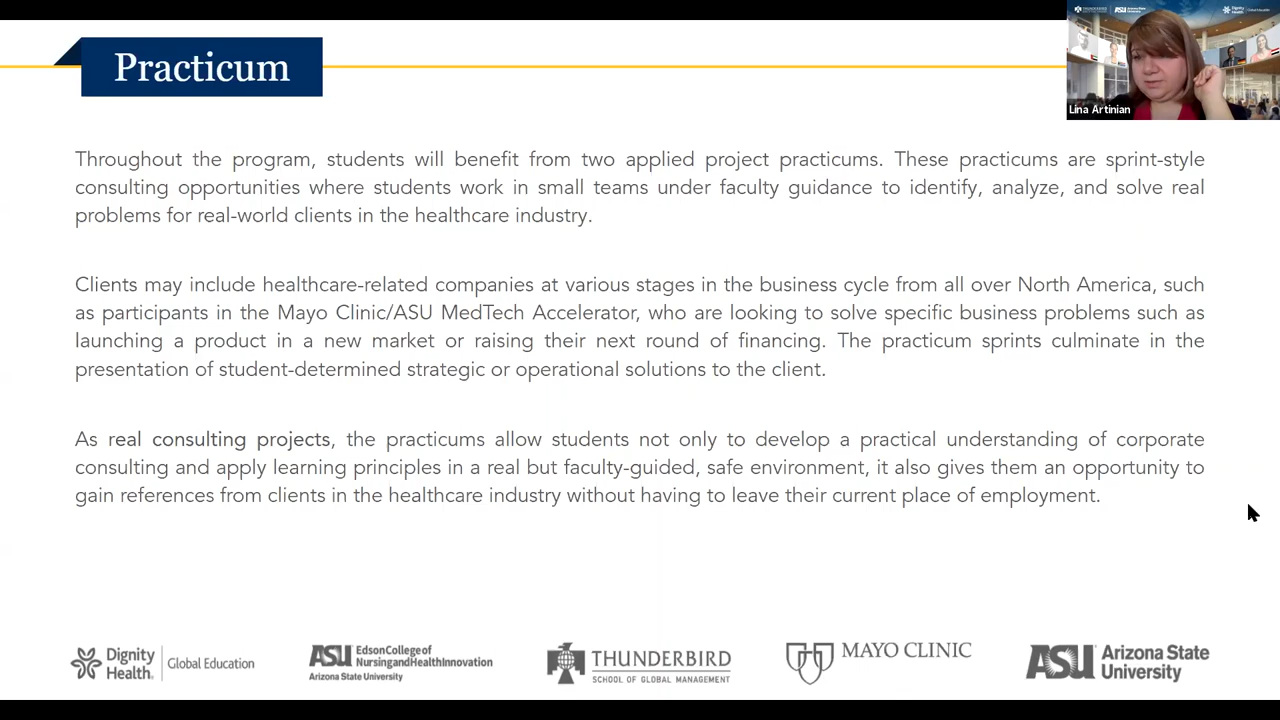 Practicum
THUNDERBIRD
ASU Arizona State University
Dignity Health
Global Education
Lina Artinian
Throughout the program, students will benefit from two applied project practicums. These practicums are sprint-style
consulting opportunities where students work in small teams under faculty guidance to identify, analyze, and solve real
problems for real-world clients in the healthcare industry.
Clients may include healthcare-related companies at various stages in the business cycle from all over North America, such
as participants in the Mayo Clinic/ASU MedTech Accelerator, who are looking to solve specific business problems such as
launching a product in a new market or raising their next round of financing. The practicum sprints culminate in the
presentation of student-determined strategic or operational solutions to the client.
As real consulting projects, the practicums allow students not only to develop a practical understanding of corporate
consulting and apply learning principles in a real but faculty-guided, safe environment, it also gives them an opportunity to
gain references from clients in the healthcare industry without having to leave their current place of employment.
Dignity Health. Global Education
ASU Edson College of
Nursing and Health Innovation
Arizona State University
THUNDERBIRD
SCHOOL OF GLOBAL MANAGEMENT
MAYO CLINIC
ASU Arizona State
University